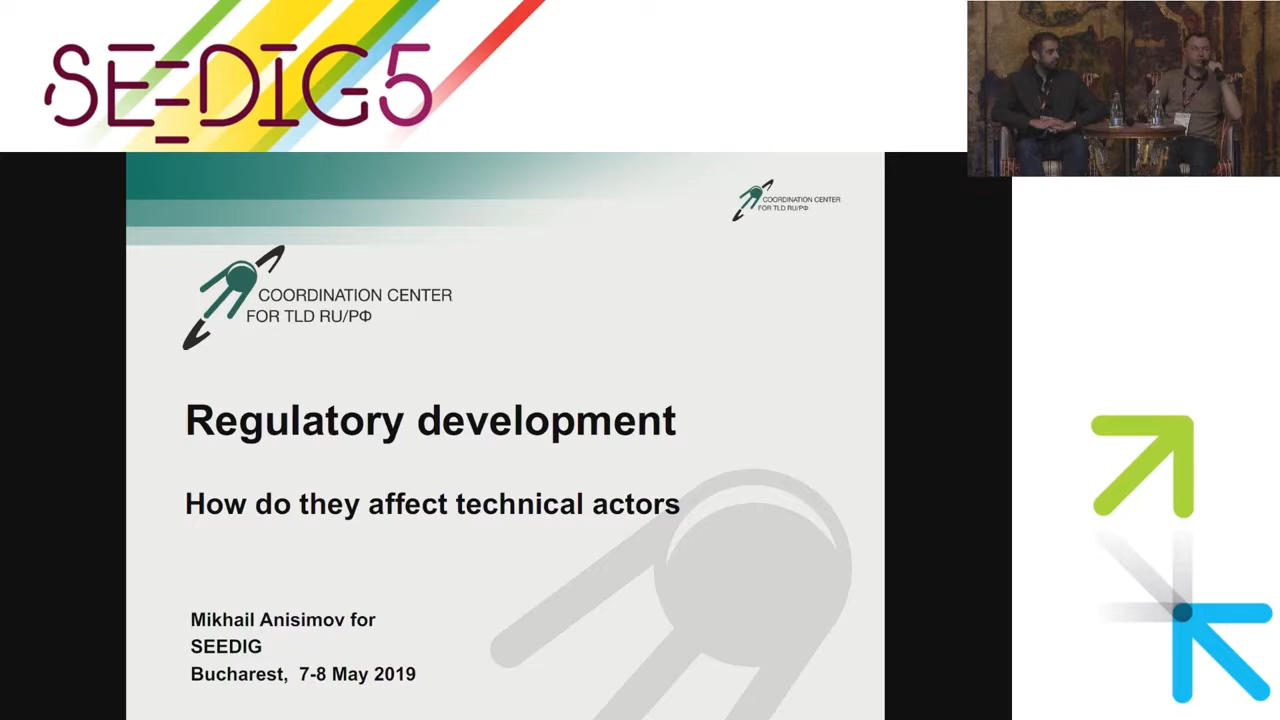 SEEDIG5
COORDINATION CENTER
FOR TLD RU/РФ
COORDINATION CENTER
FOR TLD RU/РФ
Regulatory development
How do they affect technical actors
Mikhail Anisimov for
SEEDIG
Bucharest, 7-8 May 2019